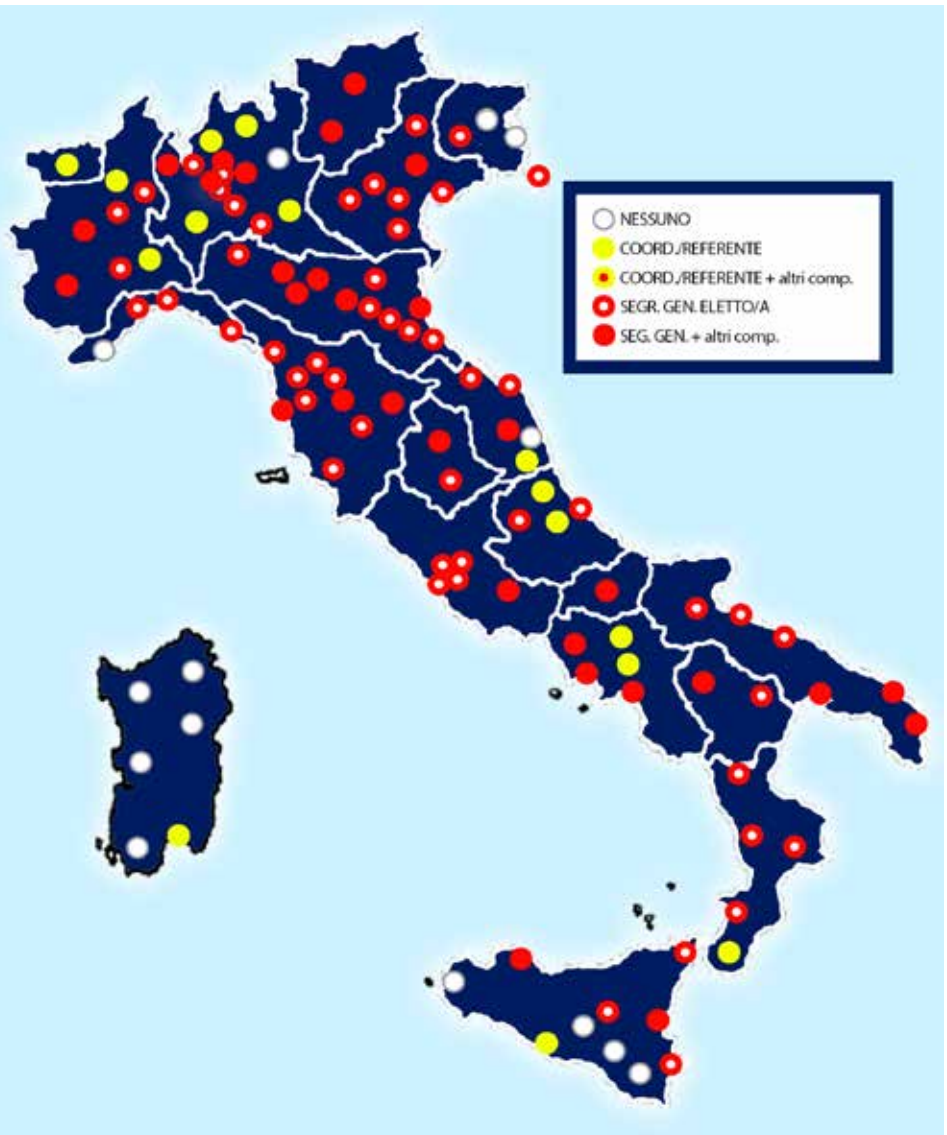 NESSUNO
COORD./REFERENTE
COORD./REFERENTE + altri comp.
SEGR. GEN. ELETTO/A
SEG. GEN. + altri comp.